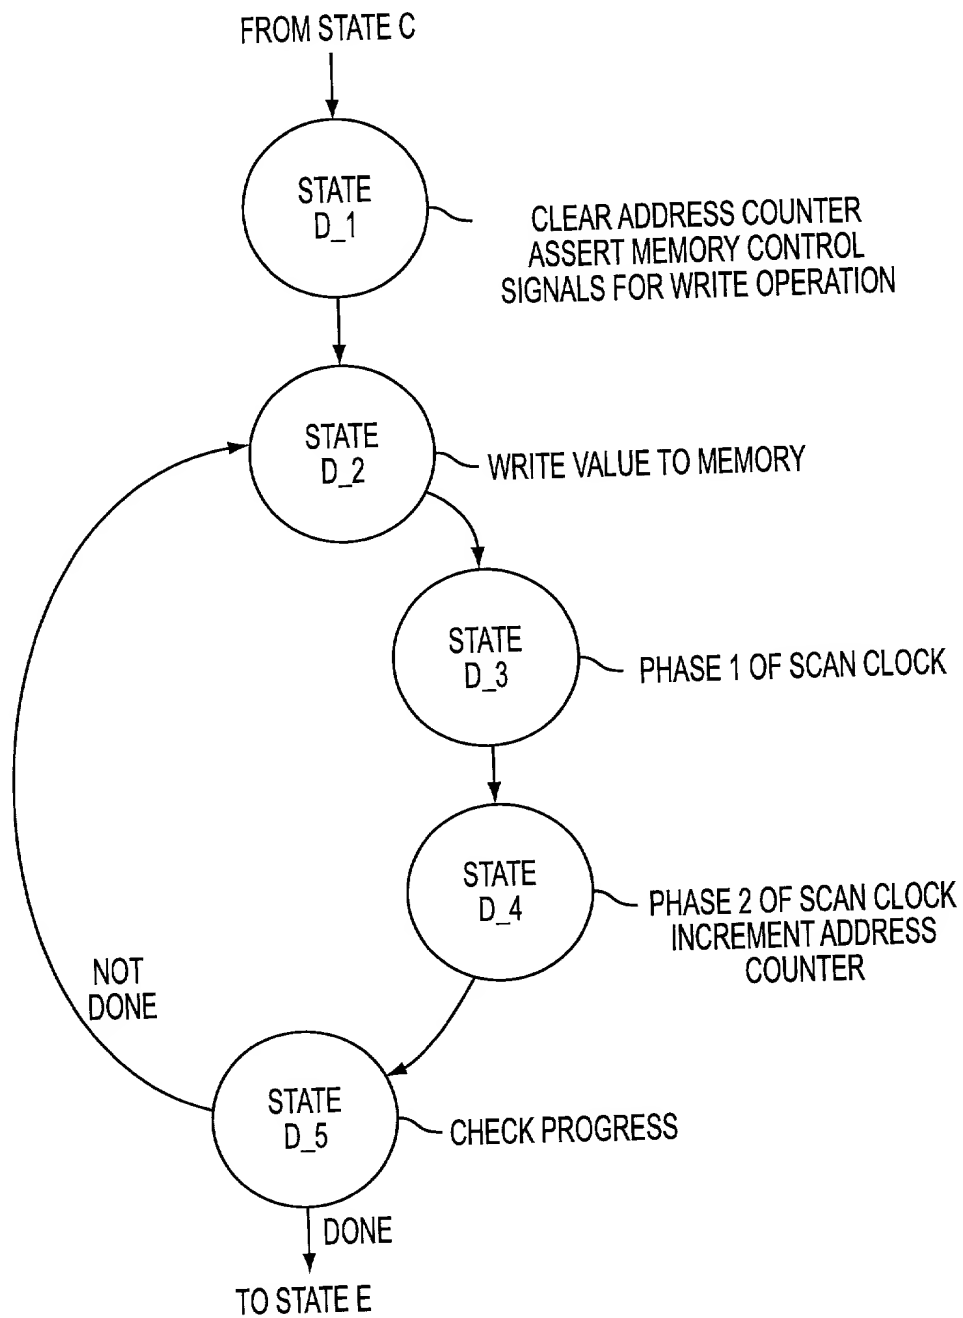 FROM STATE C
STATE
D_1
CLEAR ADDRESS COUNTER
ASSERT MEMORY CONTROL
SIGNALS FOR WRITE OPERATION
STATE
D_2
WRITE VALUE TO MEMORY
STATE
D_3
PHASE 1 OF SCAN CLOCK
STATE
D_4
PHASE 2 OF SCAN CLOCK
INCREMENT ADDRESS
COUNTER
NOT
DONE
STATE
D_5
CHECK PROGRESS
DONE
TO STATE E